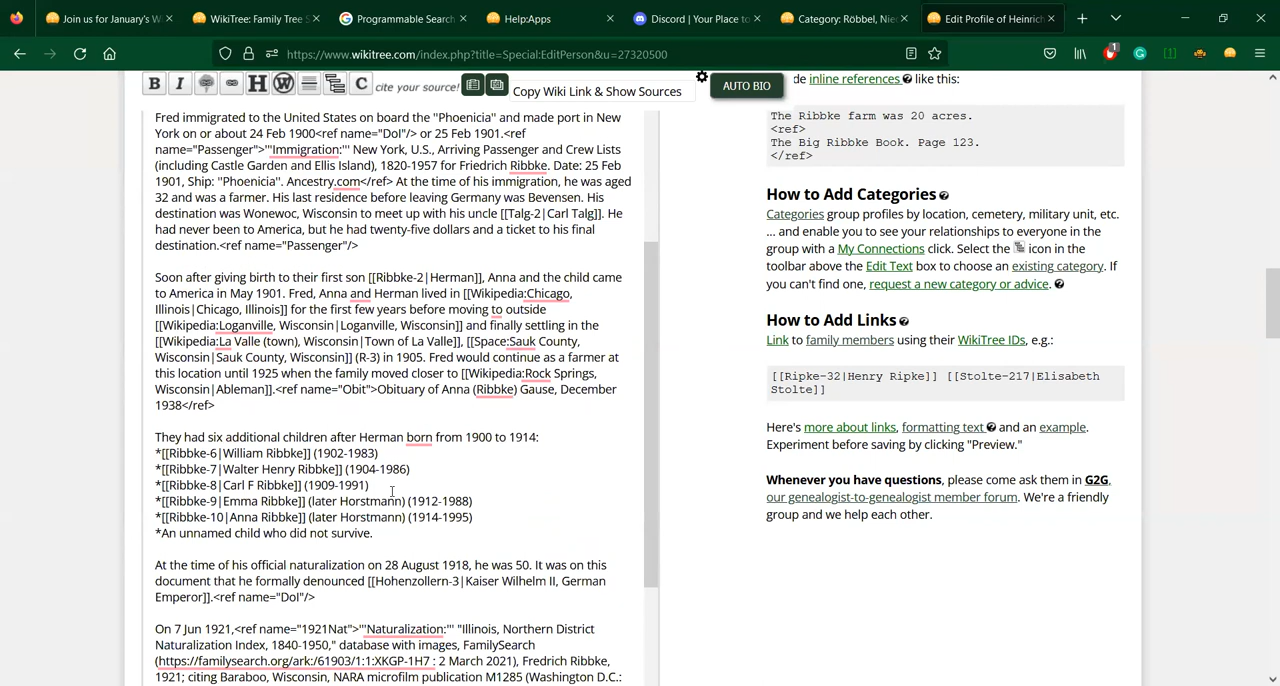 Join us for January's W
WikiTree: Family Tree S
Programmable Search
Help:Apps
Discord | Your Place to
Category: Röbbel, Nie
Edit Profile of Heinrich
https://www.wikitree.com/index.php?title=Special:EditPerson&u=27320500
B I H W C cite your source! Copy Wiki Link & Show Sources AUTO BIO
Fred immigrated to the United States on board the "Phoenicia" and made port in
New York on or about 24 Feb 1900<ref name="DoI"/> or 25 Feb 1901.<ref
name="Passenger">'''Immigration:''' New York, U.S., Arriving Passenger and Crew Lists
(including Castle Garden and Ellis Island), 1820-1957 for Friedrich Ribbke. Date: 25 Feb
1901, Ship: "Phoenicia". Ancestry.com</ref> At the time of his immigration, he was aged
32 and was a farmer. His last residence before leaving Germany was Bevensen. His
destination was Wonewoc, Wisconsin to meet up with his uncle [[Talg-2|Carl Talg]]. He
had never been to America, but he had twenty-five dollars and a ticket to his final
destination.<ref name="Passenger"/>
Soon after giving birth to their first son [[Ribbke-2|Herman]], Anna and the child came
to America in May 1901. Fred, Anna and Herman lived in [[Wikipedia:Chicago,
Illinois|Chicago, Illinois]] for the first few years before moving to outside
[[Wikipedia:Loganville, Wisconsin|Loganville, Wisconsin]] and finally settling in the
[[Wikipedia:La Valle (town), Wisconsin|Town of La Valle]], [[Space:Sauk County,
Wisconsin|Sauk County, Wisconsin]] (R-3) in 1905. Fred would continue as a farmer at
this location until 1925 when the family moved closer to [[Wikipedia:Rock Springs,
Wisconsin|Ableman]].<ref name="Obit">Obituary of Anna (Ribbke) Gause, December
1938</ref>
They had six additional children after Herman born from 1900 to 1914:
*[[Ribbke-6|William Ribbke]] (1902-1983)
*[[Ribbke-7|Walter Henry Ribbke]] (1904-1986)
*[[Ribbke-8|Carl F Ribbke]] (1909-1991)
*[[Ribbke-9|Emma Ribbke]] (later Horstmann) (1912-1988)
*[[Ribbke-10|Anna Ribbke]] (later Horstmann) (1914-1995)
*An unnamed child who did not survive.
At the time of his official naturalization on 28 August 1918, he was 50. It was on this
document that he formally denounced [[Hohenzollern-3|Kaiser Wilhelm II, German
Emperor]].<ref name="DoI"/>
On 7 Jun 1921,<ref name="1921Nat">'''Naturalization:''' "Illinois, Northern District
Naturalization Index, 1840-1950," database with images, FamilySearch
(https://familysearch.org/ark:/61903/1:1:XKGP-1H7 : 2 March 2021), Fredrich Ribbke,
1921; citing Baraboo, Wisconsin, NARA microfilm publication M1285 (Washington D.C.:
de inline references ? like this:
The Ribbke farm was 20 acres.
<ref>
The Big Ribbke Book. Page 123.
</ref>
How to Add Categories ?
Categories group profiles by location, cemetery, military unit, etc.
... and enable you to see your relationships to everyone in the
group with a My Connections click. Select the icon in the
toolbar above the Edit Text box to choose an existing category. If
you can't find one, request a new category or advice. ?
How to Add Links ?
Link to family members using their WikiTree IDs, e.g.:
[[Ripke-32|Henry Ripke]] [[Stolte-217|Elisabeth
Stolte]]
Here's more about links, formatting text ? and an example.
Experiment before saving by clicking "Preview."
Whenever you have questions, please come ask them in G2G,
our genealogist-to-genealogist member forum. We're a friendly
group and we help each other.